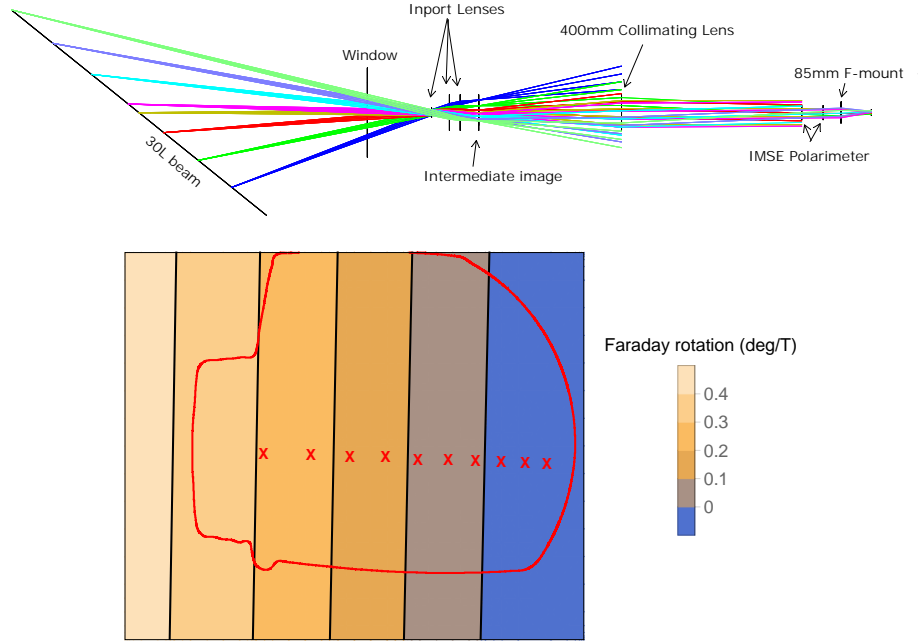 Inport Lenses
400mm Collimating Lens
Window
85mm F-mount
30L beam
IMSE Polarimeter
Intermediate image
Faraday rotation (deg/T)
0.4
0.3
0.2
0.1
0
X X X X X X X X X X